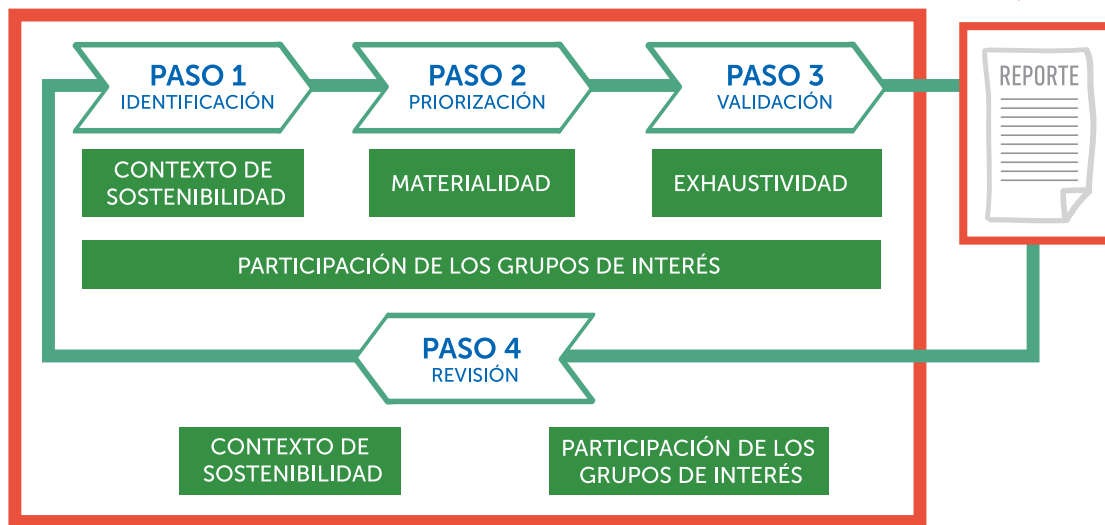 PASO 1
IDENTIFICACIÓN
PASO 2
PRIORIZACIÓN
PASO 3
VALIDACIÓN
REPORTE
CONTEXTO DE
SOSTENIBILIDAD
MATERIALIDAD
EXHAUSTIVIDAD
PARTICIPACIÓN DE LOS GRUPOS DE INTERÉS
PASO 4
REVISIÓN
CONTEXTO DE
SOSTENIBILIDAD
PARTICIPACIÓN DE LOS
GRUPOS DE INTERÉS